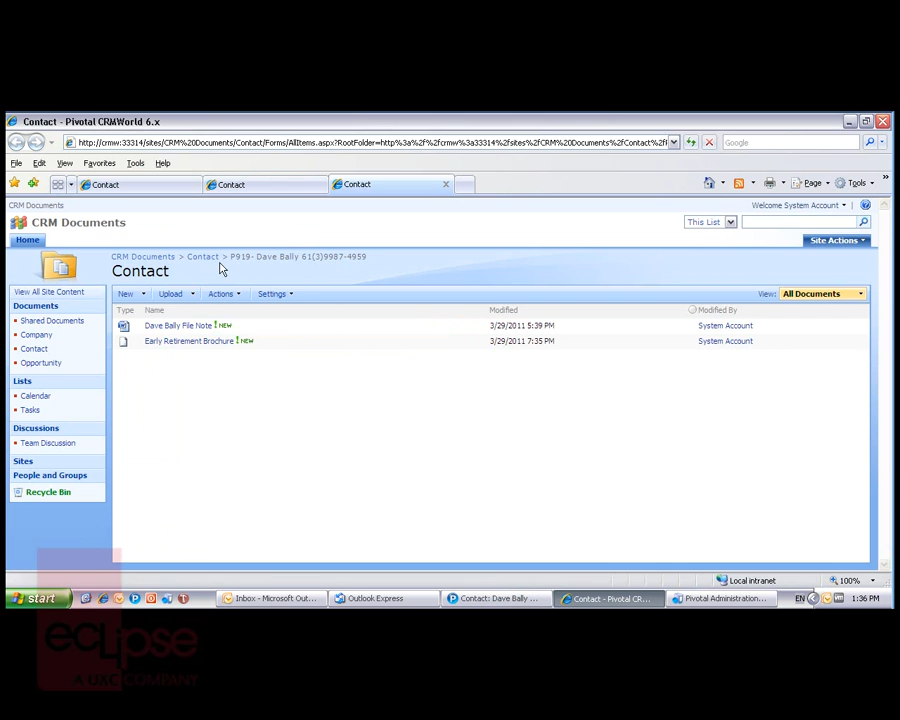 Contact - Pivotal CRMWorld 6.x
http://crmw:33314/sites/CRM%20Documents/Contact/Forms/AllItems.aspx?RootFolder=http%3a%2f%2fcrmw%3a33314%2fsites%2fCRM%20Documents%2fContact%2f
Google
File Edit View Favorites Tools Help
Contact Contact Contact
Page Tools
CRM Documents
Welcome System Account
CRM Documents
This List
Home
Site Actions
CRM Documents > Contact > P919- Dave Bally 61(3)9987-4959
Contact
View All Site Content
New Upload Actions Settings
View: All Documents
Documents
Type Name Modified Modified By
Shared Documents
Dave Bally File Note ! NEW 3/29/2011 5:39 PM System Account
Company
Early Retirement Brochure ! NEW 3/29/2011 7:35 PM System Account
Contact
Opportunity
Lists
Calendar
Tasks
Discussions
Team Discussion
Sites
People and Groups
Recycle Bin
Local intranet 100%
start
Inbox - Microsoft Out...
Outlook Express
Contact: Dave Bally ...
Contact - Pivotal CR...
Pivotal Administration...
EN
1:36 PM
eclipse
A UXC COMPANY